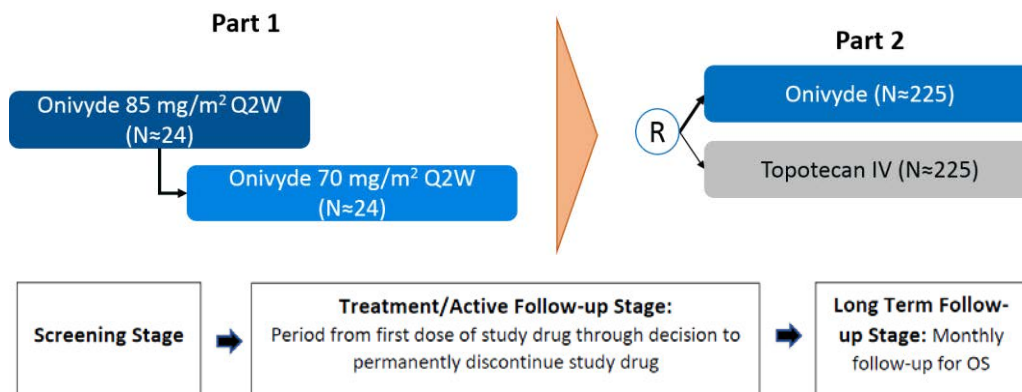 Part 1
Onivyde 85 mg/m² Q2W
(N≈24)
Onivyde 70 mg/m² Q2W
(N≈24)
Part 2
R
Onivyde (N≈225)
Topotecan IV (N≈225)
Screening Stage
Treatment/Active Follow-up Stage:
Period from first dose of study drug through decision to
permanently discontinue study drug
Long Term Follow-
up Stage: Monthly
follow-up for OS